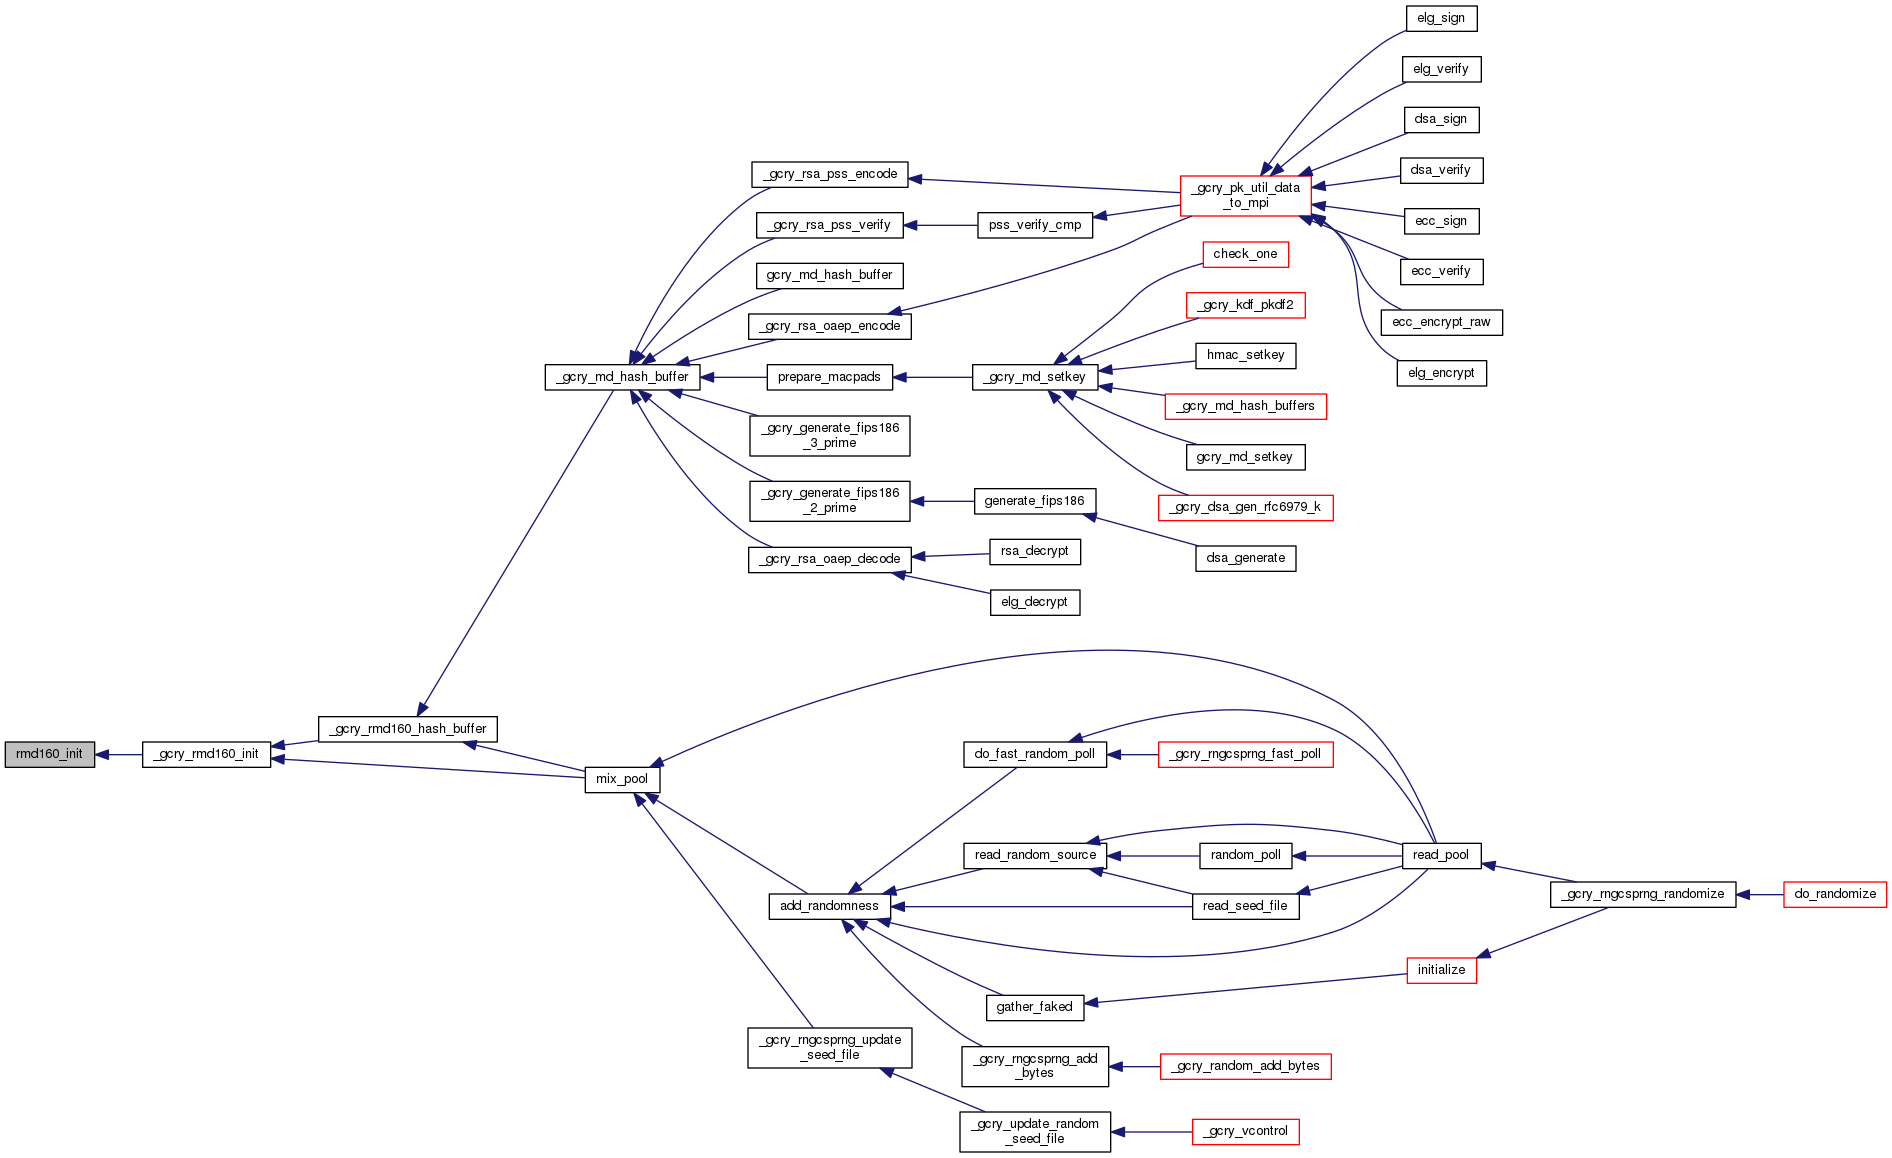 elg_sign
elg_verify
dsa_sign
dsa_verify
ecc_sign
ecc_verify
ecc_encrypt_raw
elg_encrypt
_gcry_pk_util_data
_to_mpi
_gcry_rsa_pss_encode
_gcry_rsa_pss_verify
pss_verify_cmp
gcry_md_hash_buffer
_gcry_rsa_oaep_encode
check_one
_gcry_kdf_pkdf2
hmac_setkey
_gcry_md_hash_buffer
prepare_macpads
_gcry_md_setkey
_gcry_md_hash_buffers
gcry_md_setkey
_gcry_dsa_gen_rfc6979_k
_gcry_generate_fips186
_3_prime
_gcry_generate_fips186
_2_prime
generate_fips186
dsa_generate
_gcry_rsa_oaep_decode
rsa_decrypt
elg_decrypt
rmd160_init
_gcry_rmd160_init
_gcry_rmd160_hash_buffer
mix_pool
do_fast_random_poll
_gcry_rngcsprng_fast_poll
read_random_source
random_poll
read_pool
add_randomness
read_seed_file
_gcry_rngcsprng_randomize
do_randomize
initialize
gather_faked
_gcry_rngcsprng_update
_seed_file
_gcry_rngcsprng_add
_bytes
_gcry_random_add_bytes
_gcry_update_random
_seed_file
_gcry_vcontrol